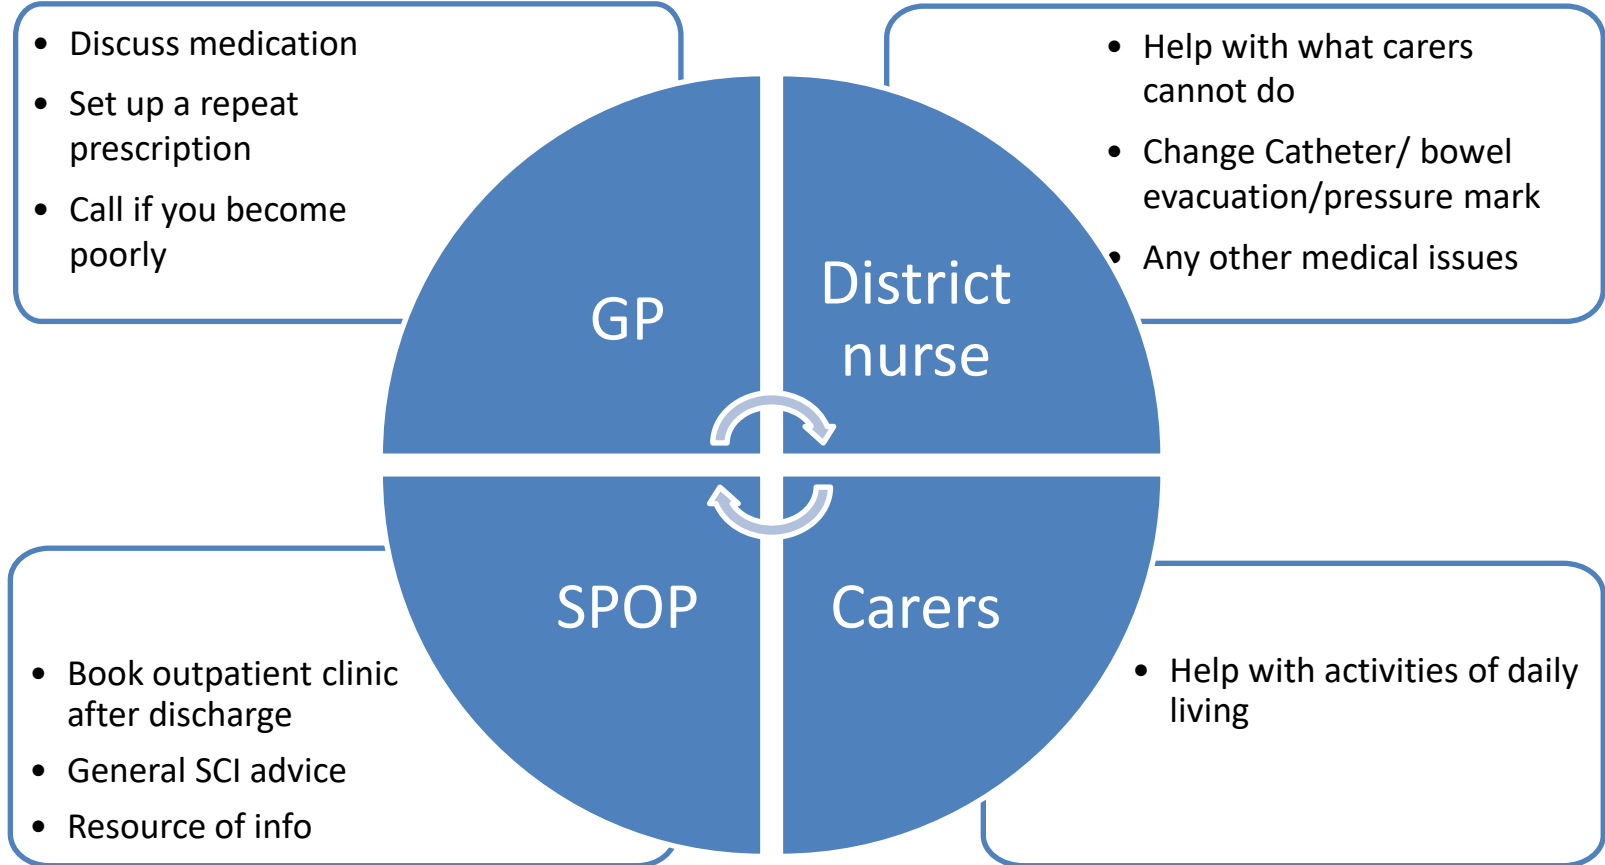 • Discuss medication
• Set up a repeat
prescription
• Call if you become
poorly
• Help with what carers
cannot do
• Change Catheter/ bowel
evacuation/pressure mark
• Any other medical issues
GP
District
nurse
SPOP
Carers
• Book outpatient clinic
after discharge
• General SCI advice
• Resource of info
• Help with activities of daily
living